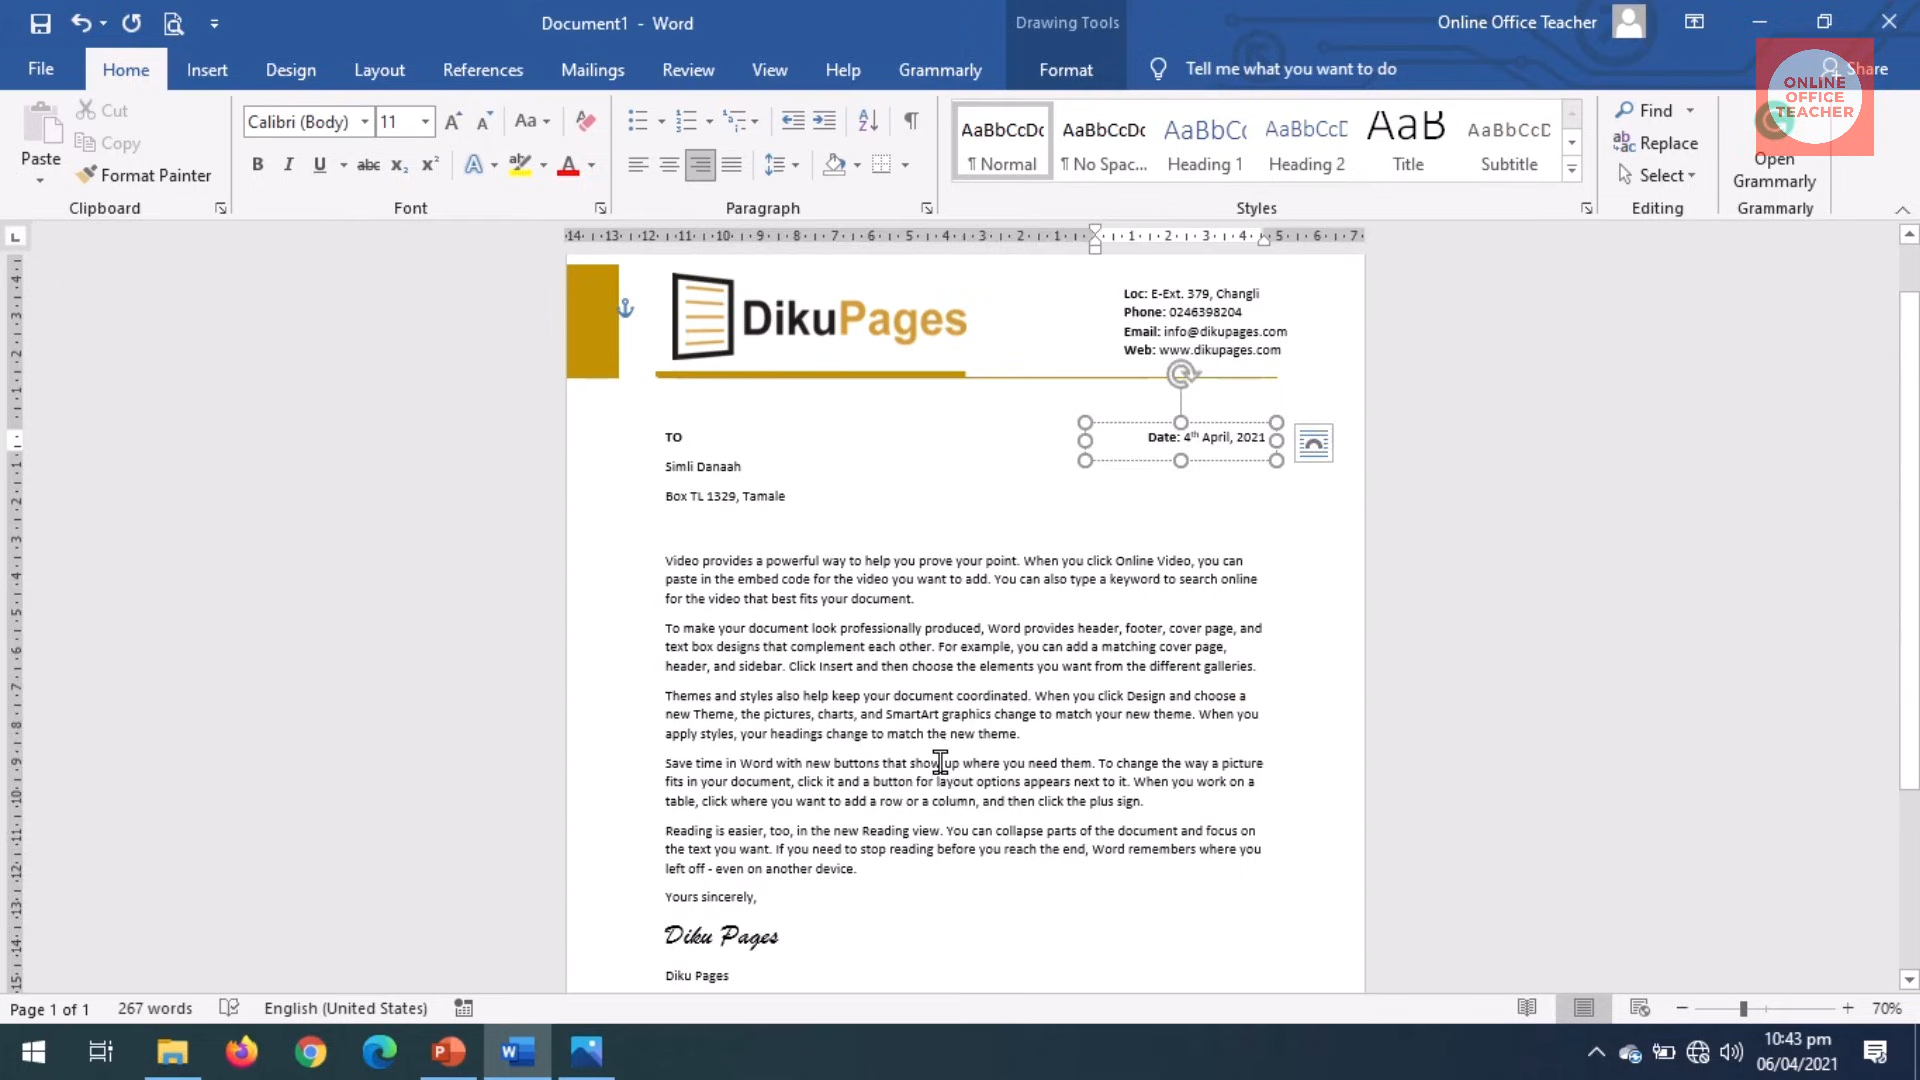 Document1 - Word
Drawing Tools
Online Office Teacher
File
Home
Insert
Design
Layout
References
Mailings
Review
View
Help
Grammarly
Format
Tell me what you want to do
Share
ONLINE
OFFICE
TEACHER
Paste
Cut
Copy
Format Painter
Clipboard
Calibri (Body)
11
Font
Paragraph
AaBbCcDc
¶ Normal
AaBbCcDc
¶ No Spac...
AaBbCc
Heading 1
AaBbCcD
Heading 2
AaB
Title
AaBbCcD
Subtitle
Styles
Find
Replace
Select
Editing
Open
Grammarly
Grammarly
DikuPages
Loc: E-Ext. 379, Changli
Phone: 0246398204
Email: info@dikupages.com
Web: www.dikupages.com
Date: 4th April, 2021
TO
Simli Danaah
Box TL 1329, Tamale
Video provides a powerful way to help you prove your point. When you click Online Video, you can
paste in the embed code for the video you want to add. You can also type a keyword to search online
for the video that best fits your document.
To make your document look professionally produced, Word provides header, footer, cover page, and
text box designs that complement each other. For example, you can add a matching cover page,
header, and sidebar. Click Insert and then choose the elements you want from the different galleries.
Themes and styles also help keep your document coordinated. When you click Design and choose a
new Theme, the pictures, charts, and SmartArt graphics change to match your new theme. When you
apply styles, your headings change to match the new theme.
Save time in Word with new buttons that show up where you need them. To change the way a picture
fits in your document, click it and a button for layout options appears next to it. When you work on a
table, click where you want to add a row or a column, and then click the plus sign.
Reading is easier, too, in the new Reading view. You can collapse parts of the document and focus on
the text you want. If you need to stop reading before you reach the end, Word remembers where you
left off - even on another device.
Yours sincerely,
Diku Pages
Diku Pages
Page 1 of 1
267 words
English (United States)
70%
10:43 pm
06/04/2021